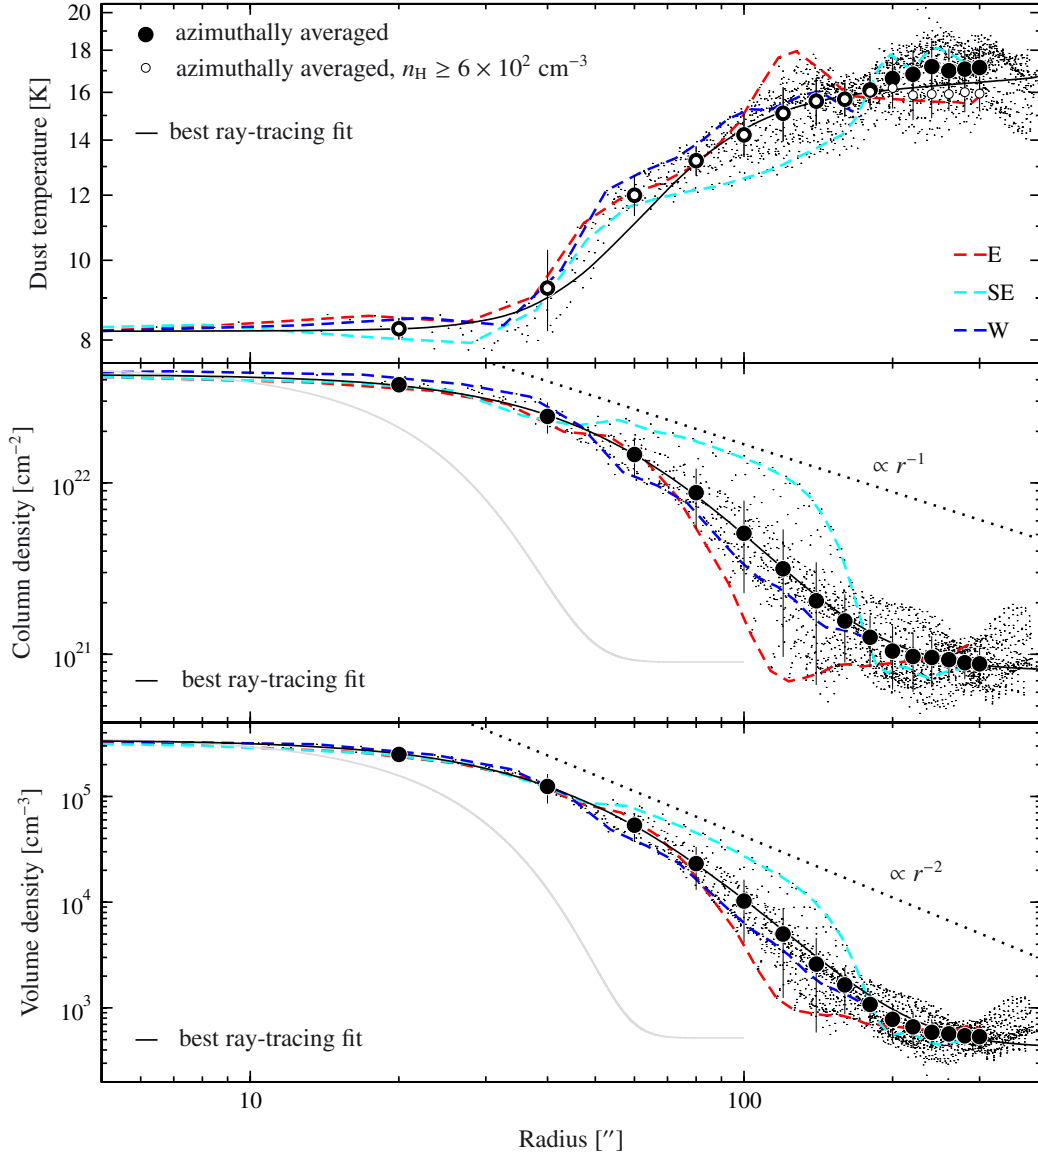 20
18
16
14
12
10
8
Dust temperature [K]
azimuthally averaged
azimuthally averaged, n_H ≥ 6 × 10² cm⁻³
best ray-tracing fit
E
SE
W
10²²
10²¹
Column density [cm⁻²]
∝ r⁻¹
best ray-tracing fit
10⁵
10⁴
10³
Volume density [cm⁻³]
∝ r⁻²
best ray-tracing fit
10
100
Radius [″]